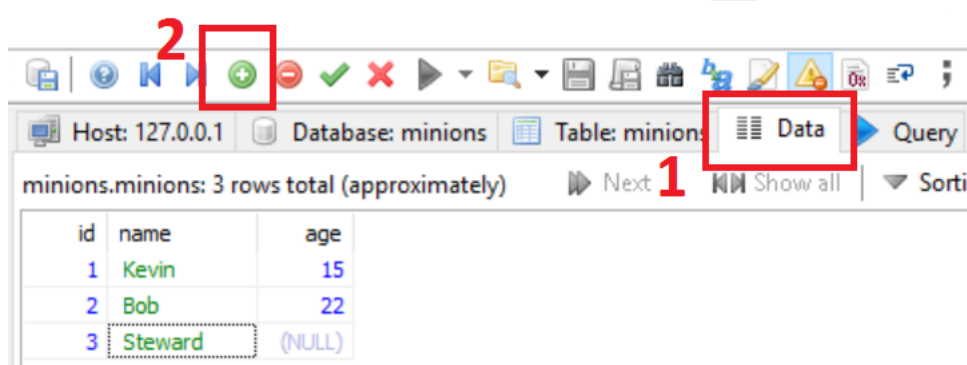 2
Host: 127.0.0.1 Database: minions Table: minions Data Query
minions.minions: 3 rows total (approximately) Next 1 Show all Sorti
id name age
1 Kevin 15
2 Bob 22
3 Steward (NULL)